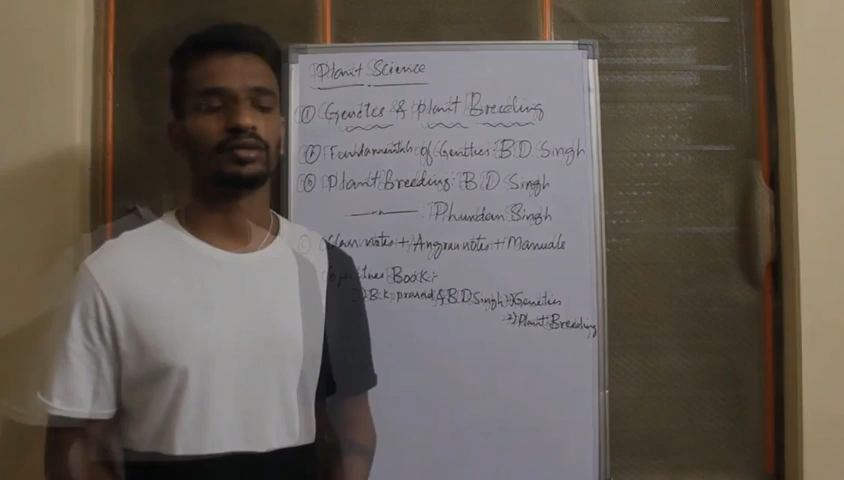 Plant Science
① Genetics & Plant Breeding
ⓐ Fundamentals of Genetics: B D Singh
ⓑ Plant Breeding: B D Singh
—〃— : Phundan Singh
Class notes + Angrau notes + Manuals
Book:
B.K prasad & B D Singh 1) Genetics
2) Plant Breeding